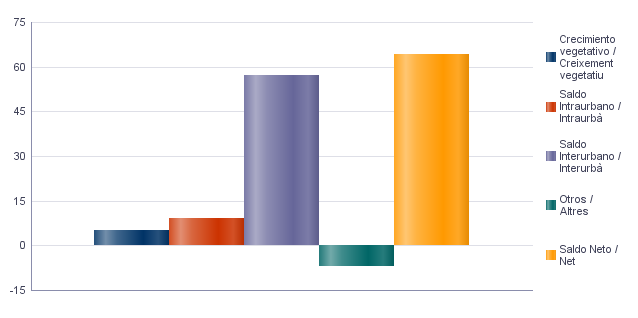 75
60
45
30
15
0
-15
Crecimiento
vegetativo /
Creixement
vegetatiu
Saldo
Intraurbano /
Intraurbà
Saldo
Interurbano /
Interurbà
Otros /
Altres
Saldo Neto /
Net